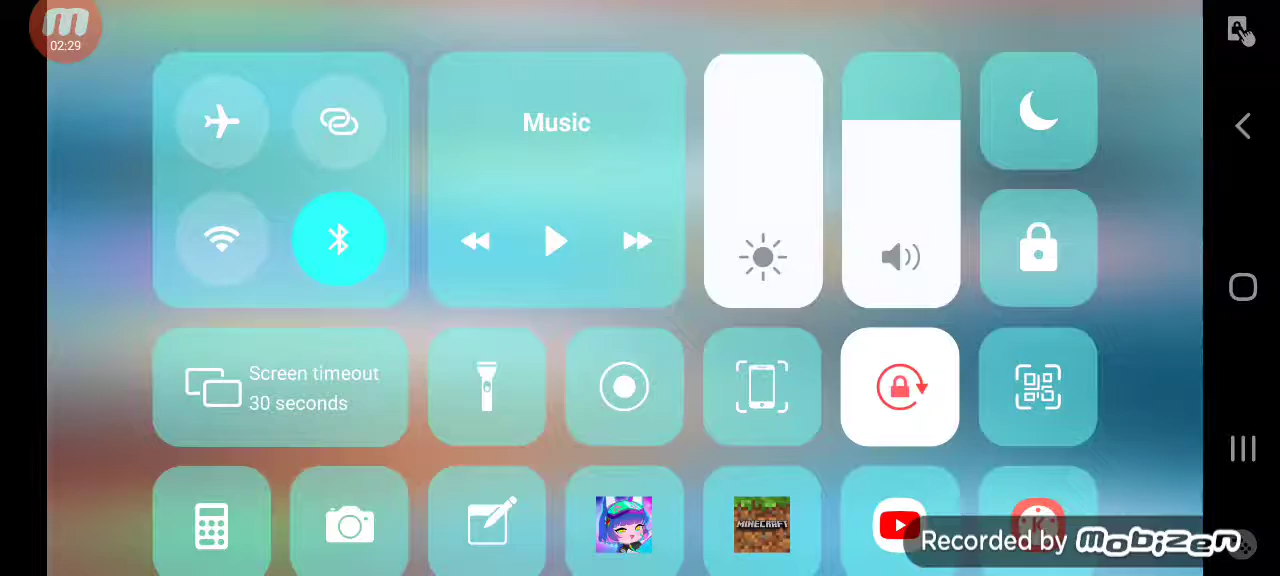 02:29
Music
Screen timeout
30 seconds
MINECRAFT
K
Recorded by mobizen